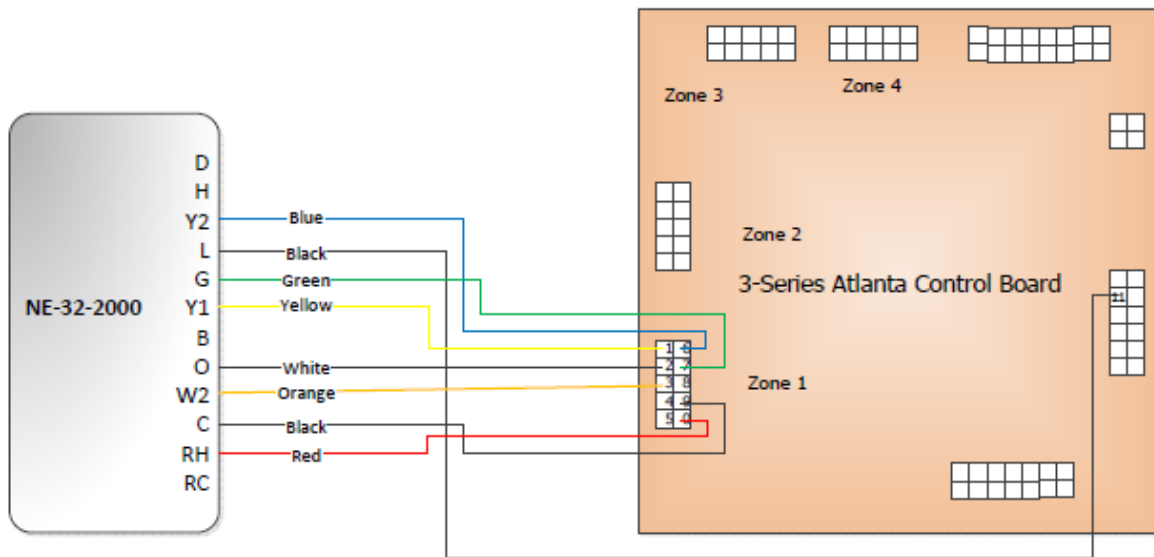 NE-32-2000
D
H
Y2
L
G
Y1
B
O
W2
C
RH
RC
Blue
Black
Green
Yellow
White
Orange
Black
Red
Zone 3
Zone 4
Zone 2
3-Series Atlanta Control Board
Zone 1
1 6
2 7
3 8
4 9
5 0
11